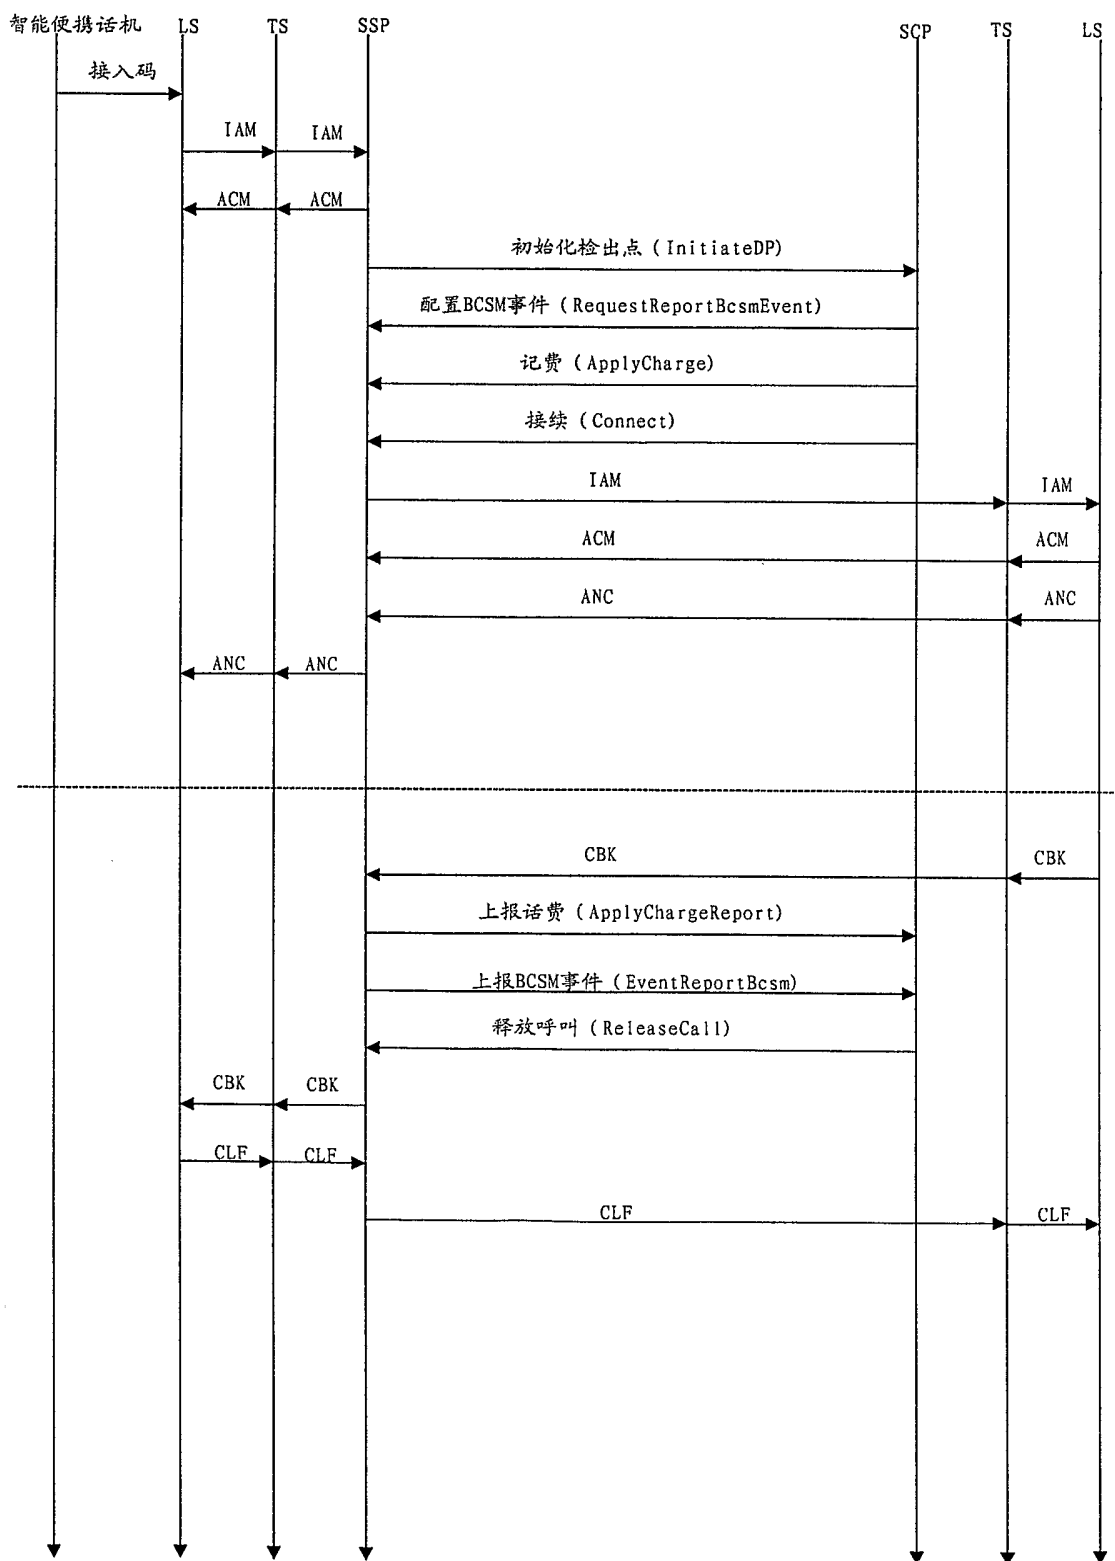 智能便携话机 LS TS SSP SCP TS LS
接入码
IAM IAM
ACM ACM
初始化检出点 (InitiateDP)
配置BCSM事件 (RequestReportBcsmEvent)
记费 (ApplyCharge)
接续 (Connect)
IAM IAM
ACM ACM
ANC ANC
ANC ANC
CBK CBK
上报话费 (ApplyChargeReport)
上报BCSM事件 (EventReportBcsm)
释放呼叫 (ReleaseCall)
CBK CBK
CLF CLF
CLF CLF